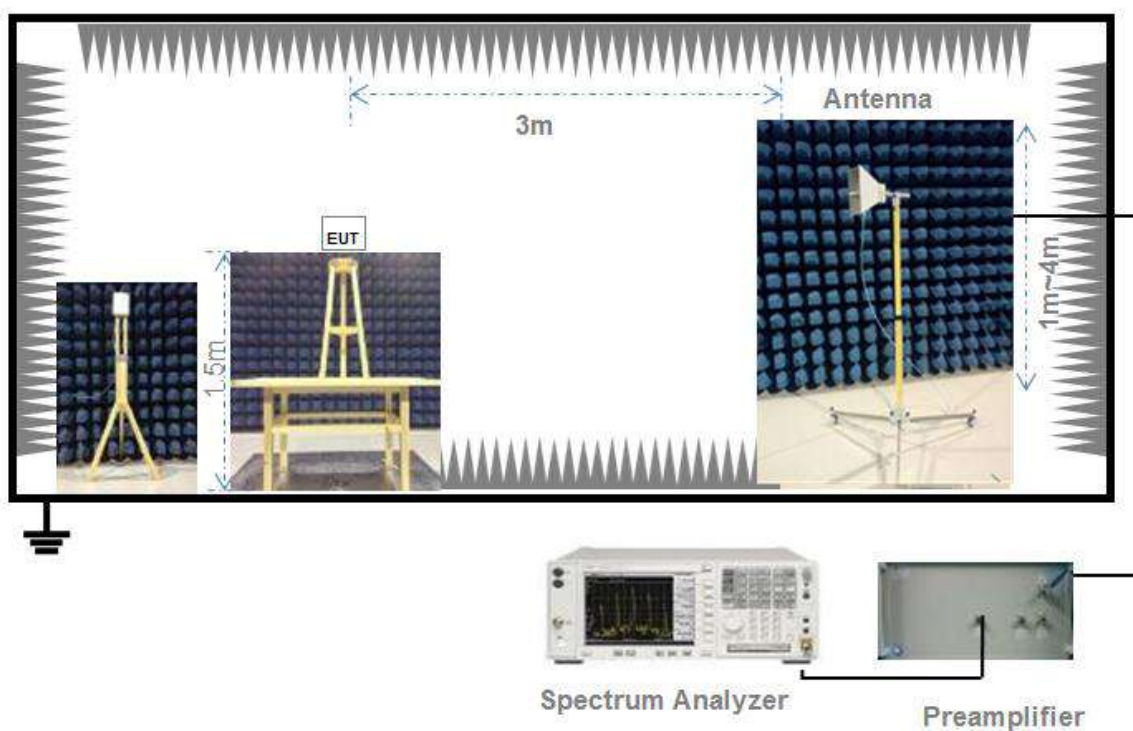 Antenna
3m
EUT
1.5m
1m~4m
Spectrum Analyzer
Preamplifier